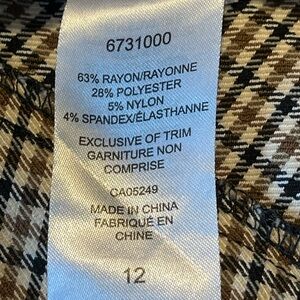 6731000
63% RAYON/RAYONNE
28% POLYESTER
5% NYLON
4% SPANDEX/ÉLASTHANNE
EXCLUSIVE OF TRIM
GARNITURE NON
COMPRISE
CA05249
MADE IN CHINA
FABRIQUÉ EN
CHINE
12